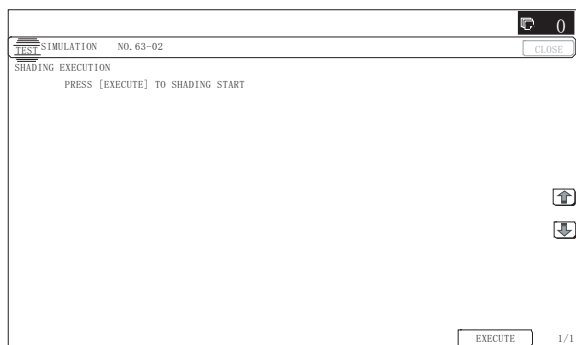 0
TEST SIMULATION NO.63-02 CLOSE
SHADING EXECUTION
PRESS [EXECUTE] TO SHADING START
EXECUTE 1/1